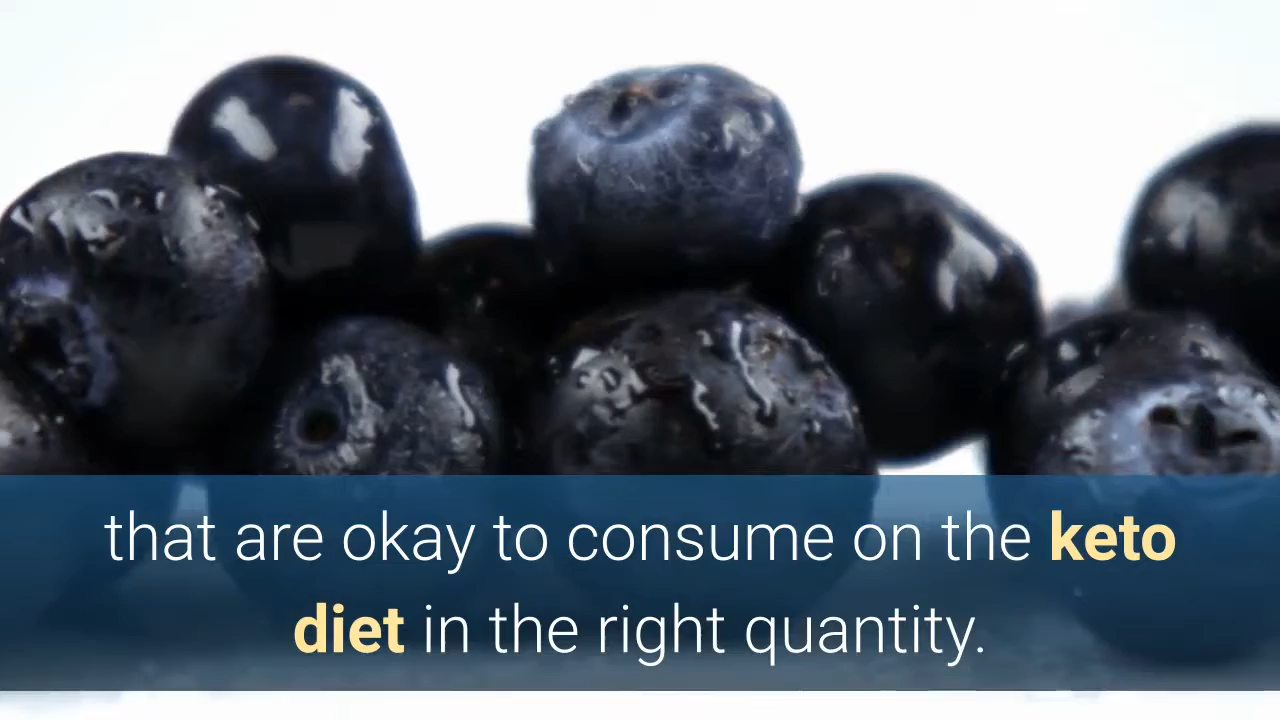 that are okay to consume on the keto
diet in the right quantity.